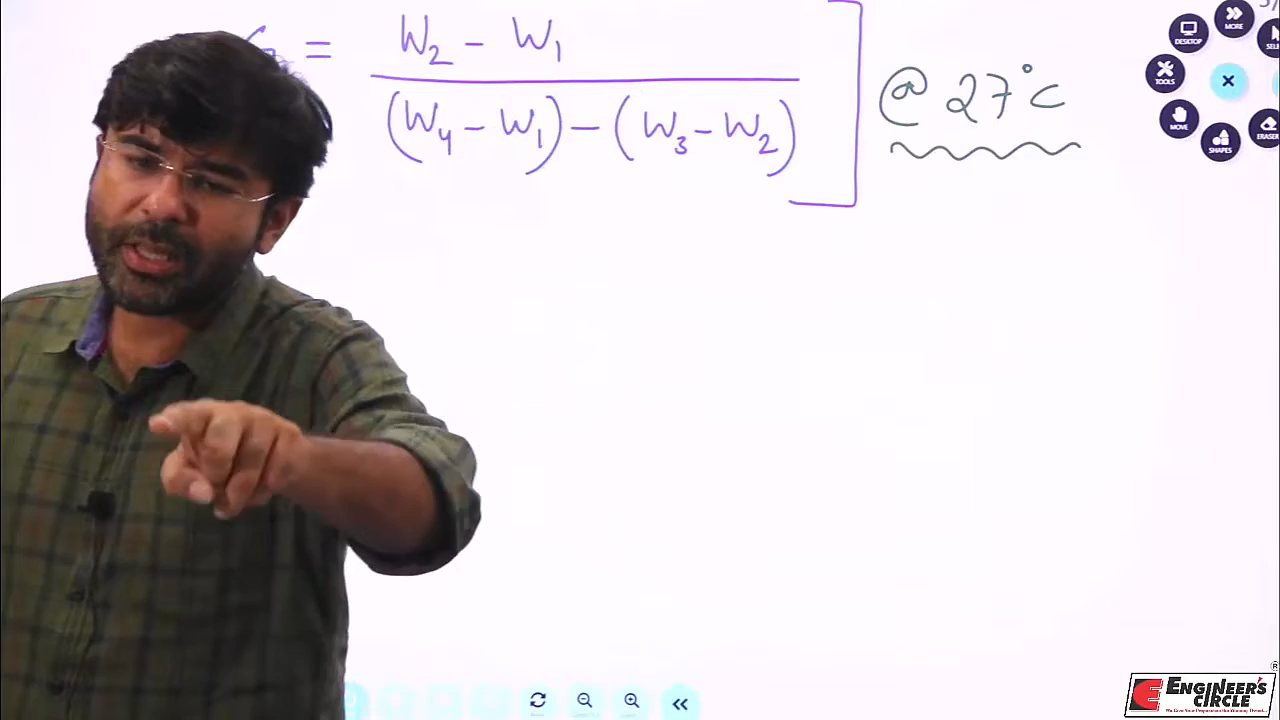 G = W₂ - W₁
(W₄ - W₁) - (W₃ - W₂)
@ 27°C
MORE
DESKTOP
TOOLS
MOVE
SHAPES
ERASER
ENGINEER'S
CIRCLE